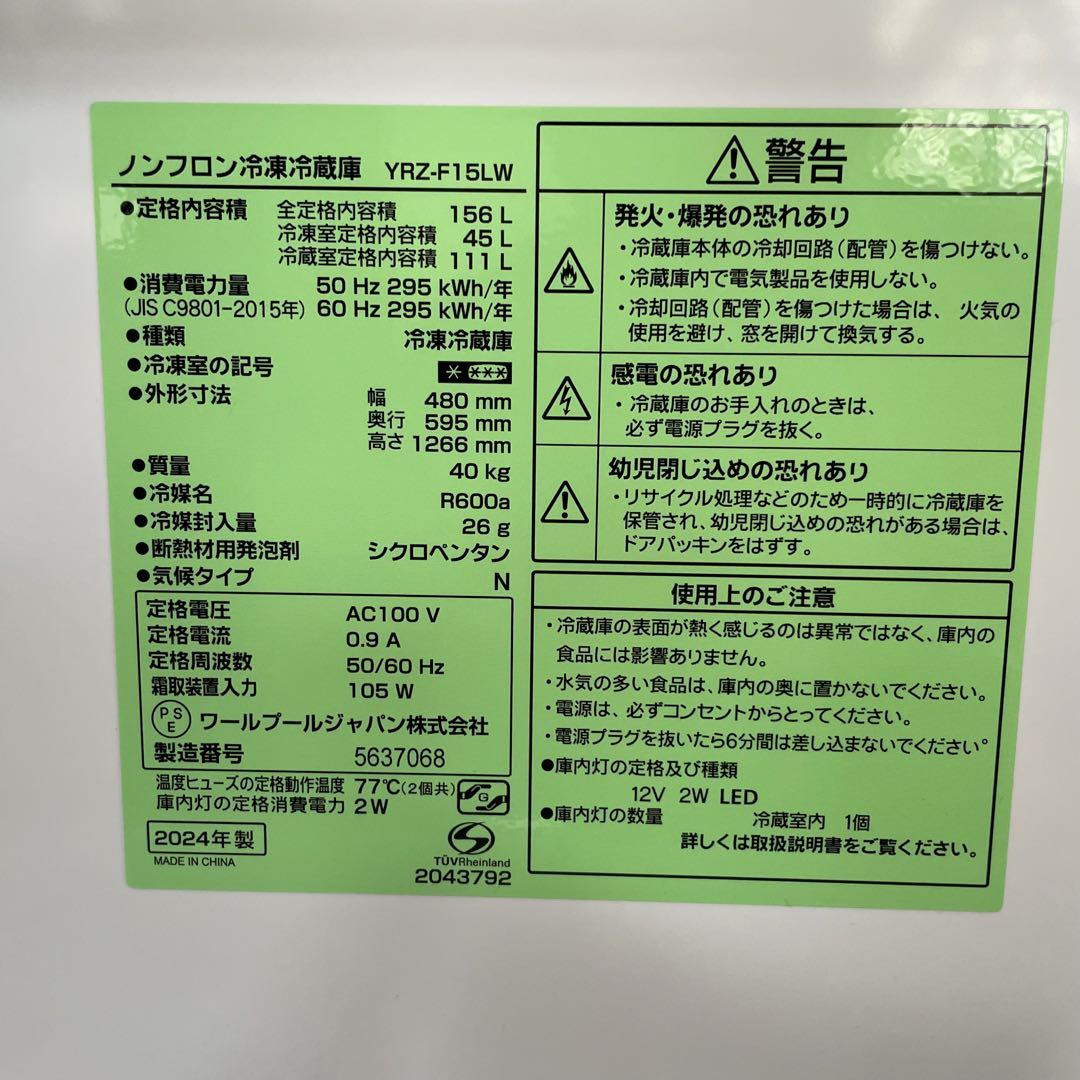 ノンフロン冷凍冷蔵庫 YRZ-F15LW
●定格内容積 全定格内容積 156 L
冷凍室定格内容積 45 L
冷蔵室定格内容積 111 L
●消費電力量 50 Hz 295 kWh/年
(JIS C9801-2015年) 60 Hz 295 kWh/年
●種類 冷凍冷蔵庫
●冷凍室の記号 * ***
●外形寸法 幅 480 mm
奥行 595 mm
高さ 1266 mm
●質量 40 kg
●冷媒名 R600a
●冷媒封入量 26 g
●断熱材用発泡剤 シクロペンタン
●気候タイプ N
定格電圧 AC100 V
定格電流 0.9 A
定格周波数 50/60 Hz
霜取装置入力 105 W
PSE ワールプールジャパン株式会社
製造番号 5637068
温度ヒューズの定格動作温度 77℃(2個共)
庫内灯の定格消費電力 2W
G
2024年製
MADE IN CHINA
TÜVRheinland
2043792
警告
発火・爆発の恐れあり
・冷蔵庫本体の冷却回路(配管)を傷つけない。
・冷蔵庫内で電気製品を使用しない。
・冷却回路(配管)を傷つけた場合は、火気の
使用を避け、窓を開けて換気する。
感電の恐れあり
・冷蔵庫のお手入れのときは、
必ず電源プラグを抜く。
幼児閉じ込めの恐れあり
・リサイクル処理などのため一時的に冷蔵庫を
保管され、幼児閉じ込めの恐れがある場合は、
ドアパッキンをはずす。
使用上のご注意
・冷蔵庫の表面が熱く感じるのは異常ではなく、庫内の
食品には影響ありません。
・水気の多い食品は、庫内の奥に置かないでください。
・電源は、必ずコンセントからとってください。
・電源プラグを抜いたら6分間は差し込まないでください。
●庫内灯の定格及び種類
12V 2W LED
●庫内灯の数量 冷蔵室内 1個
詳しくは取扱説明書をご覧ください。